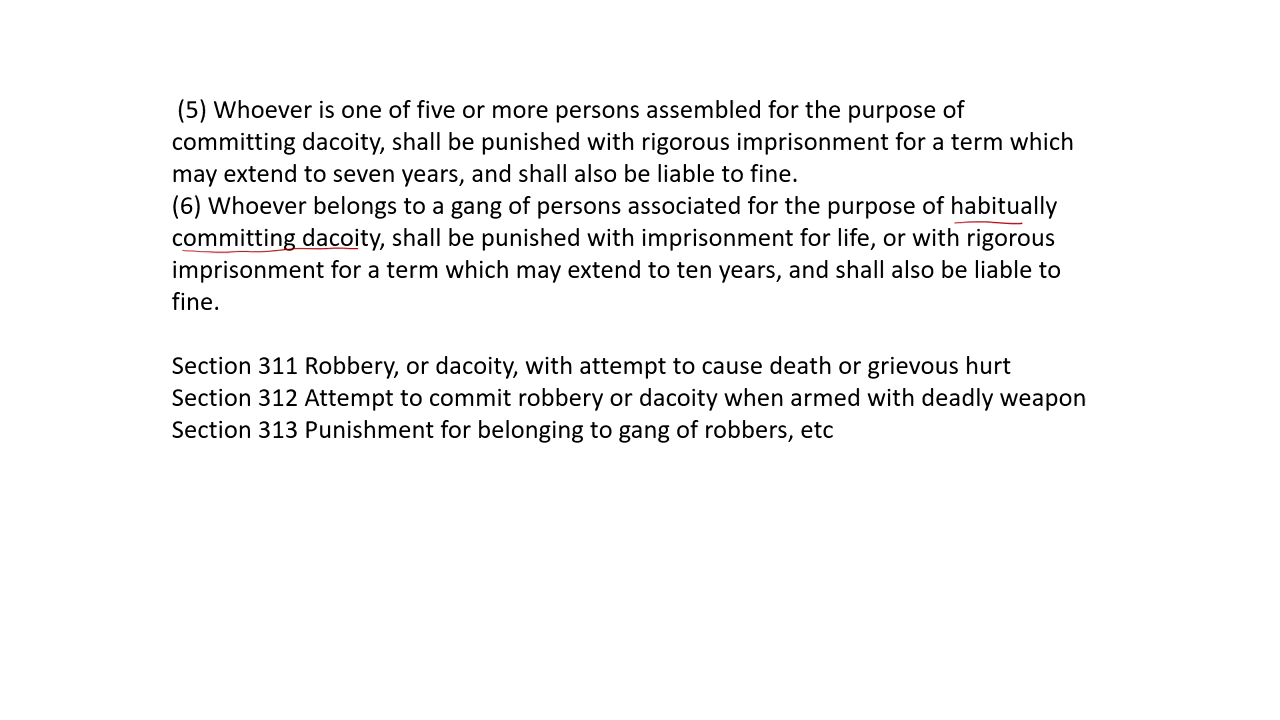 (5) Whoever is one of five or more persons assembled for the purpose of
committing dacoity, shall be punished with rigorous imprisonment for a term which
may extend to seven years, and shall also be liable to fine.
(6) Whoever belongs to a gang of persons associated for the purpose of habitually
committing dacoity, shall be punished with imprisonment for life, or with rigorous
imprisonment for a term which may extend to ten years, and shall also be liable to
fine.
Section 311 Robbery, or dacoity, with attempt to cause death or grievous hurt
Section 312 Attempt to commit robbery or dacoity when armed with deadly weapon
Section 313 Punishment for belonging to gang of robbers, etc